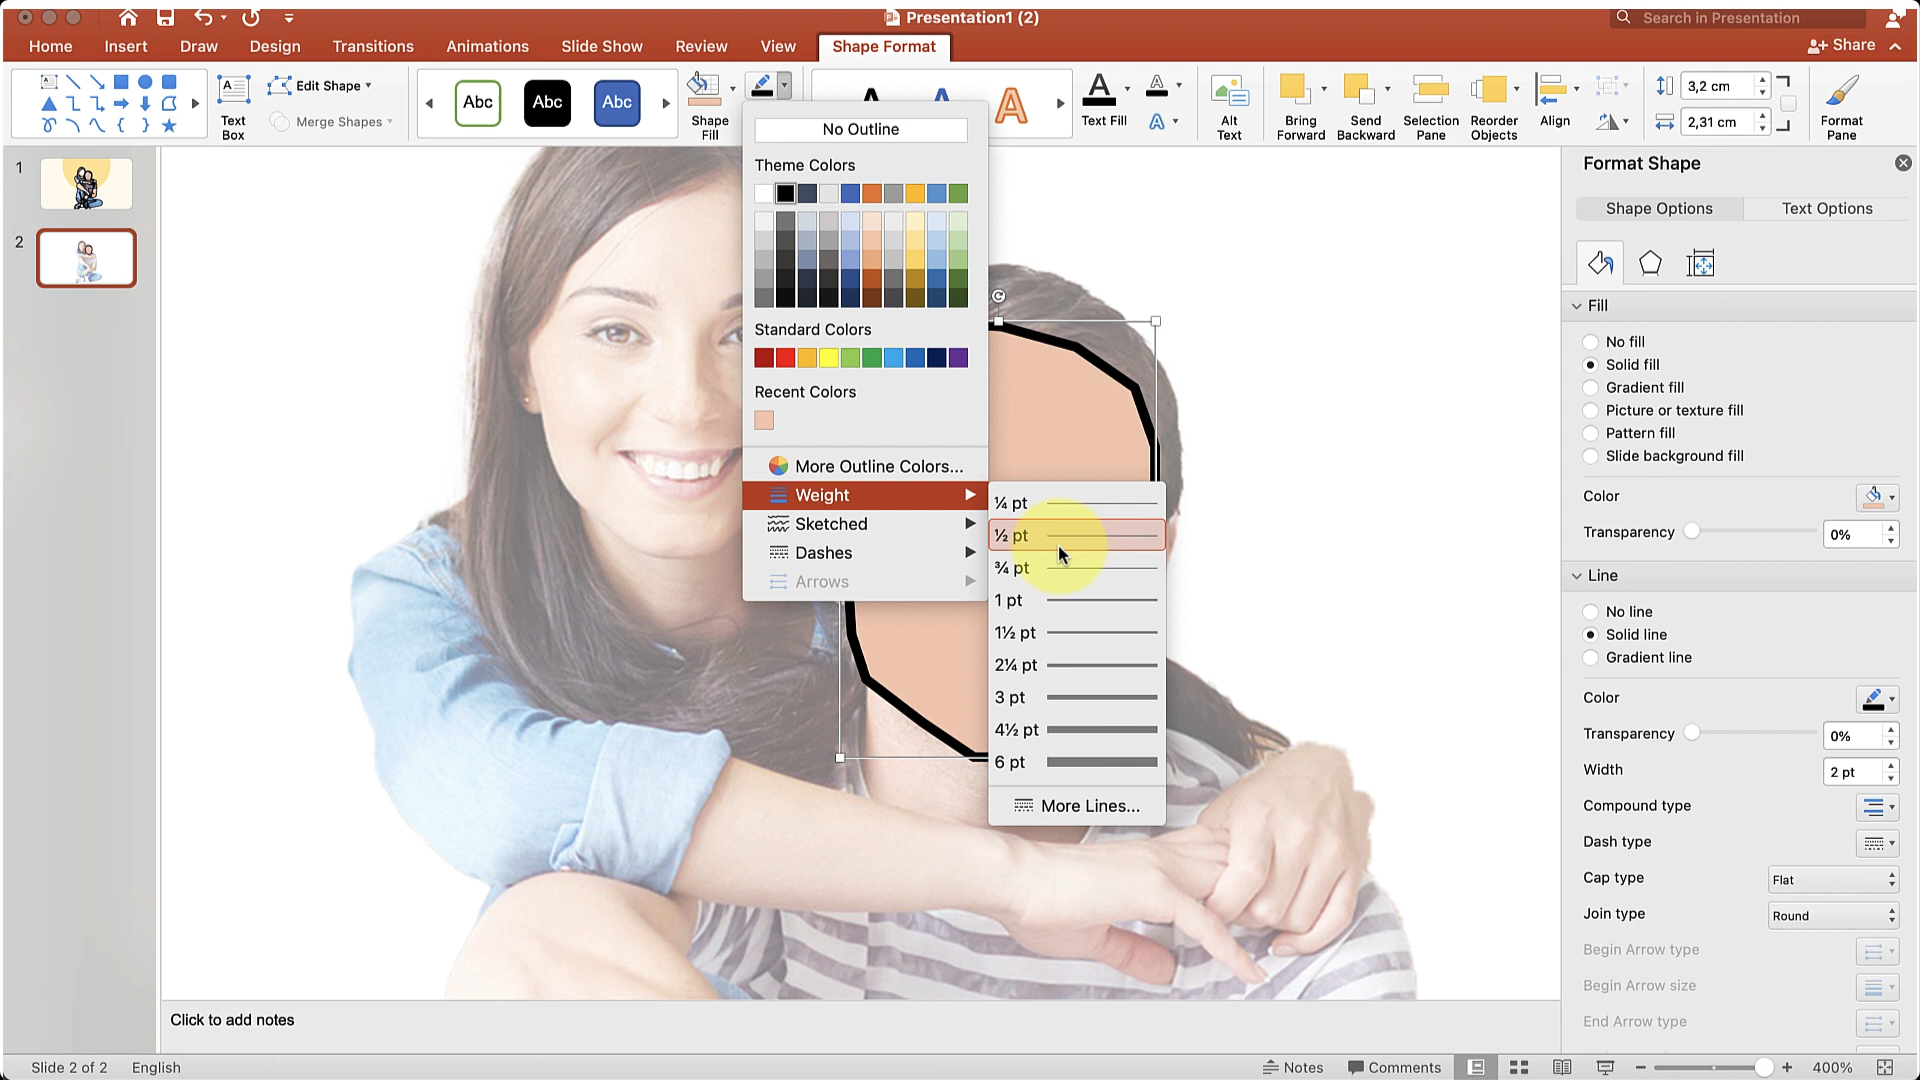 Presentation1 (2)
Search in Presentation
Home
Insert
Draw
Design
Transitions
Animations
Slide Show
Review
View
Shape Format
Share
Text Box
Edit Shape
Merge Shapes
Abc
Abc
Abc
Shape Fill
A
A
A
A
Text Fill
A
A
Alt Text
Bring Forward
Send Backward
Selection Pane
Reorder Objects
Align
3,2 cm
2,31 cm
Format Pane
1
2
No Outline
Theme Colors
Standard Colors
Recent Colors
More Outline Colors...
Weight
Sketched
Dashes
Arrows
¼ pt
½ pt
¾ pt
1 pt
1½ pt
2¼ pt
3 pt
4½ pt
6 pt
More Lines...
Format Shape
Shape Options
Text Options
Fill
No fill
Solid fill
Gradient fill
Picture or texture fill
Pattern fill
Slide background fill
Color
Transparency
0%
Line
No line
Solid line
Gradient line
Color
Transparency
0%
Width
2 pt
Compound type
Dash type
Cap type
Flat
Join type
Round
Begin Arrow type
Begin Arrow size
End Arrow type
Click to add notes
Slide 2 of 2
English
Notes
Comments
400%